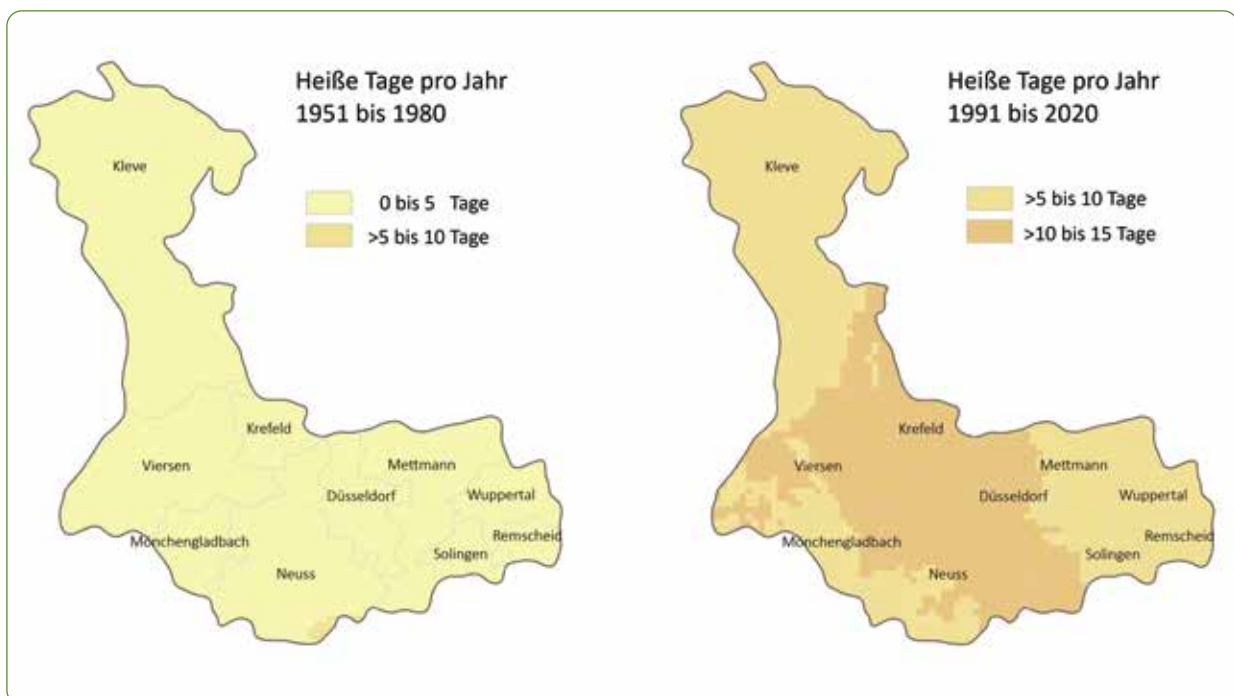 Heiße Tage pro Jahr
1951 bis 1980
0 bis 5 Tage
>5 bis 10 Tage
Kleve
Krefeld
Viersen
Mettmann
Düsseldorf
Wuppertal
Mönchengladbach
Remscheid
Solingen
Neuss
Heiße Tage pro Jahr
1991 bis 2020
>5 bis 10 Tage
>10 bis 15 Tage
Kleve
Krefeld
Viersen
Mettmann
Düsseldorf
Wuppertal
Mönchengladbach
Remscheid
Solingen
Neuss